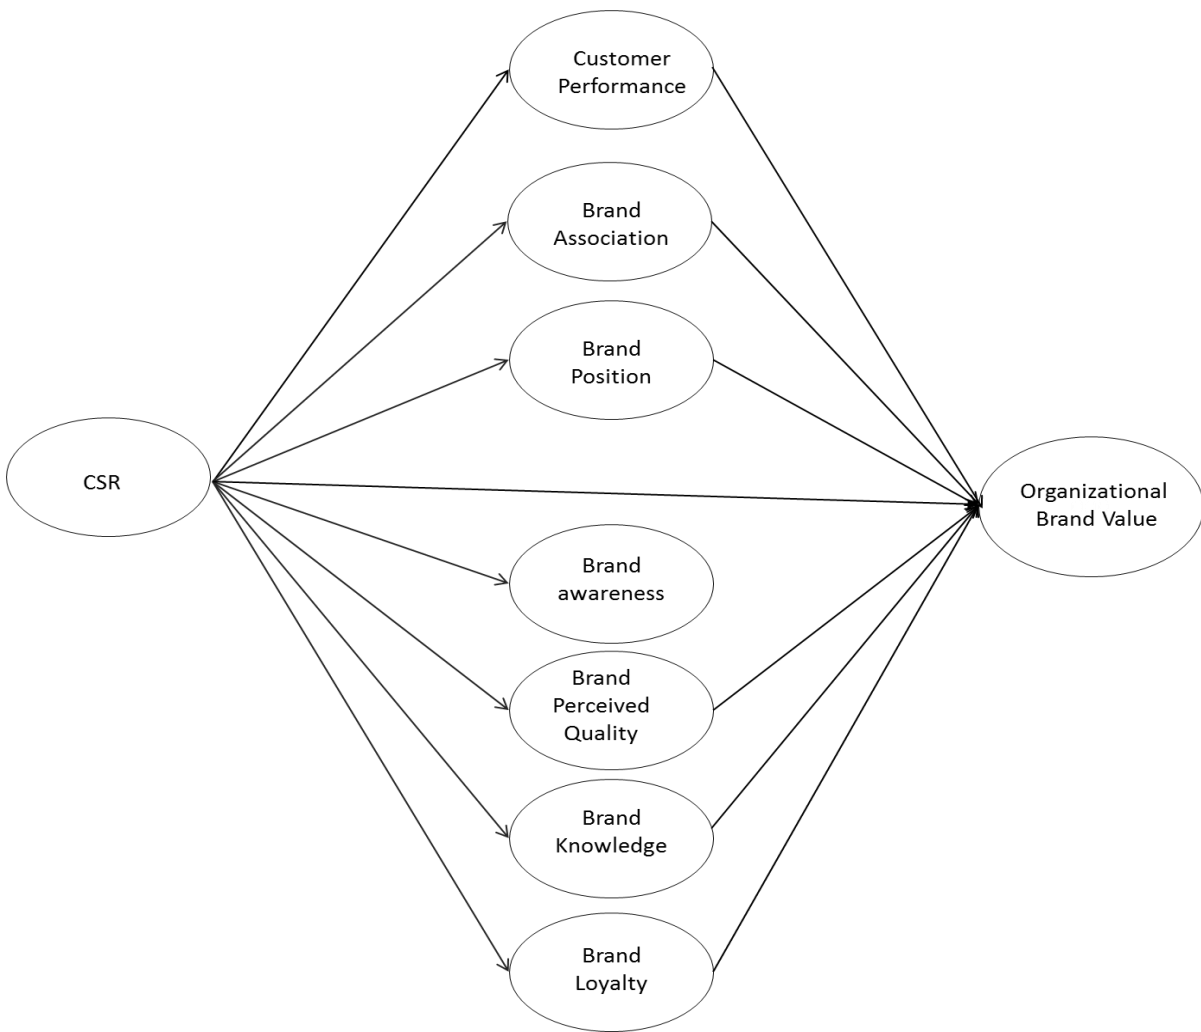 Customer
Performance
Brand
Association
Brand
Position
CSR
Organizational
Brand Value
Brand
awareness
Brand
Perceived
Quality
Brand
Knowledge
Brand
Loyalty